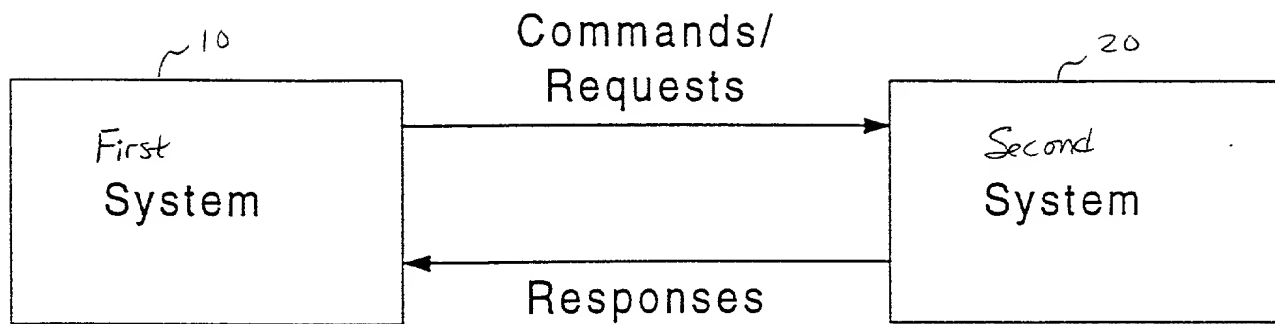 10
Commands/
Requests
20
First
System
Second
System
Responses